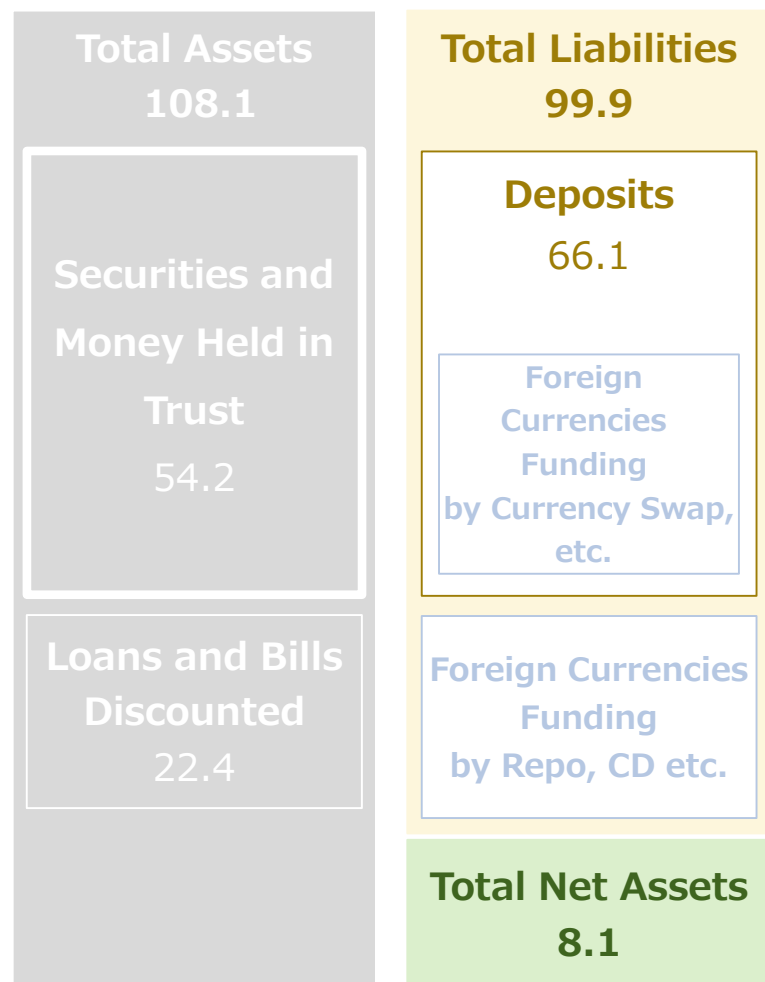 Total Assets
108.1
Securities and
Money Held in
Trust
54.2
Loans and Bills
Discounted
22.4
Total Liabilities
99.9
Deposits
66.1
Foreign
Currencies
Funding
by Currency Swap,
etc.
Foreign Currencies
Funding
by Repo, CD etc.
Total Net Assets
8.1